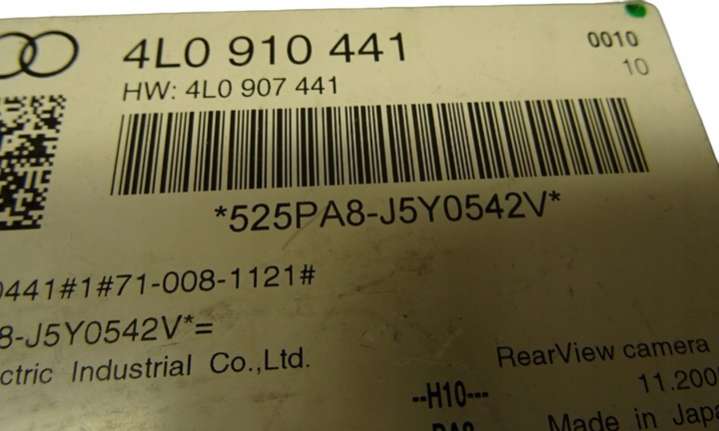 4L0 910 441
0010
HW: 4L0 907 441
10
*525PA8-J5Y0542V*
0441#1#71-008-1121#
8-J5Y0542V*=
ctric Industrial Co.,Ltd.
RearView camera
--H10---
11.200
Made in Japa